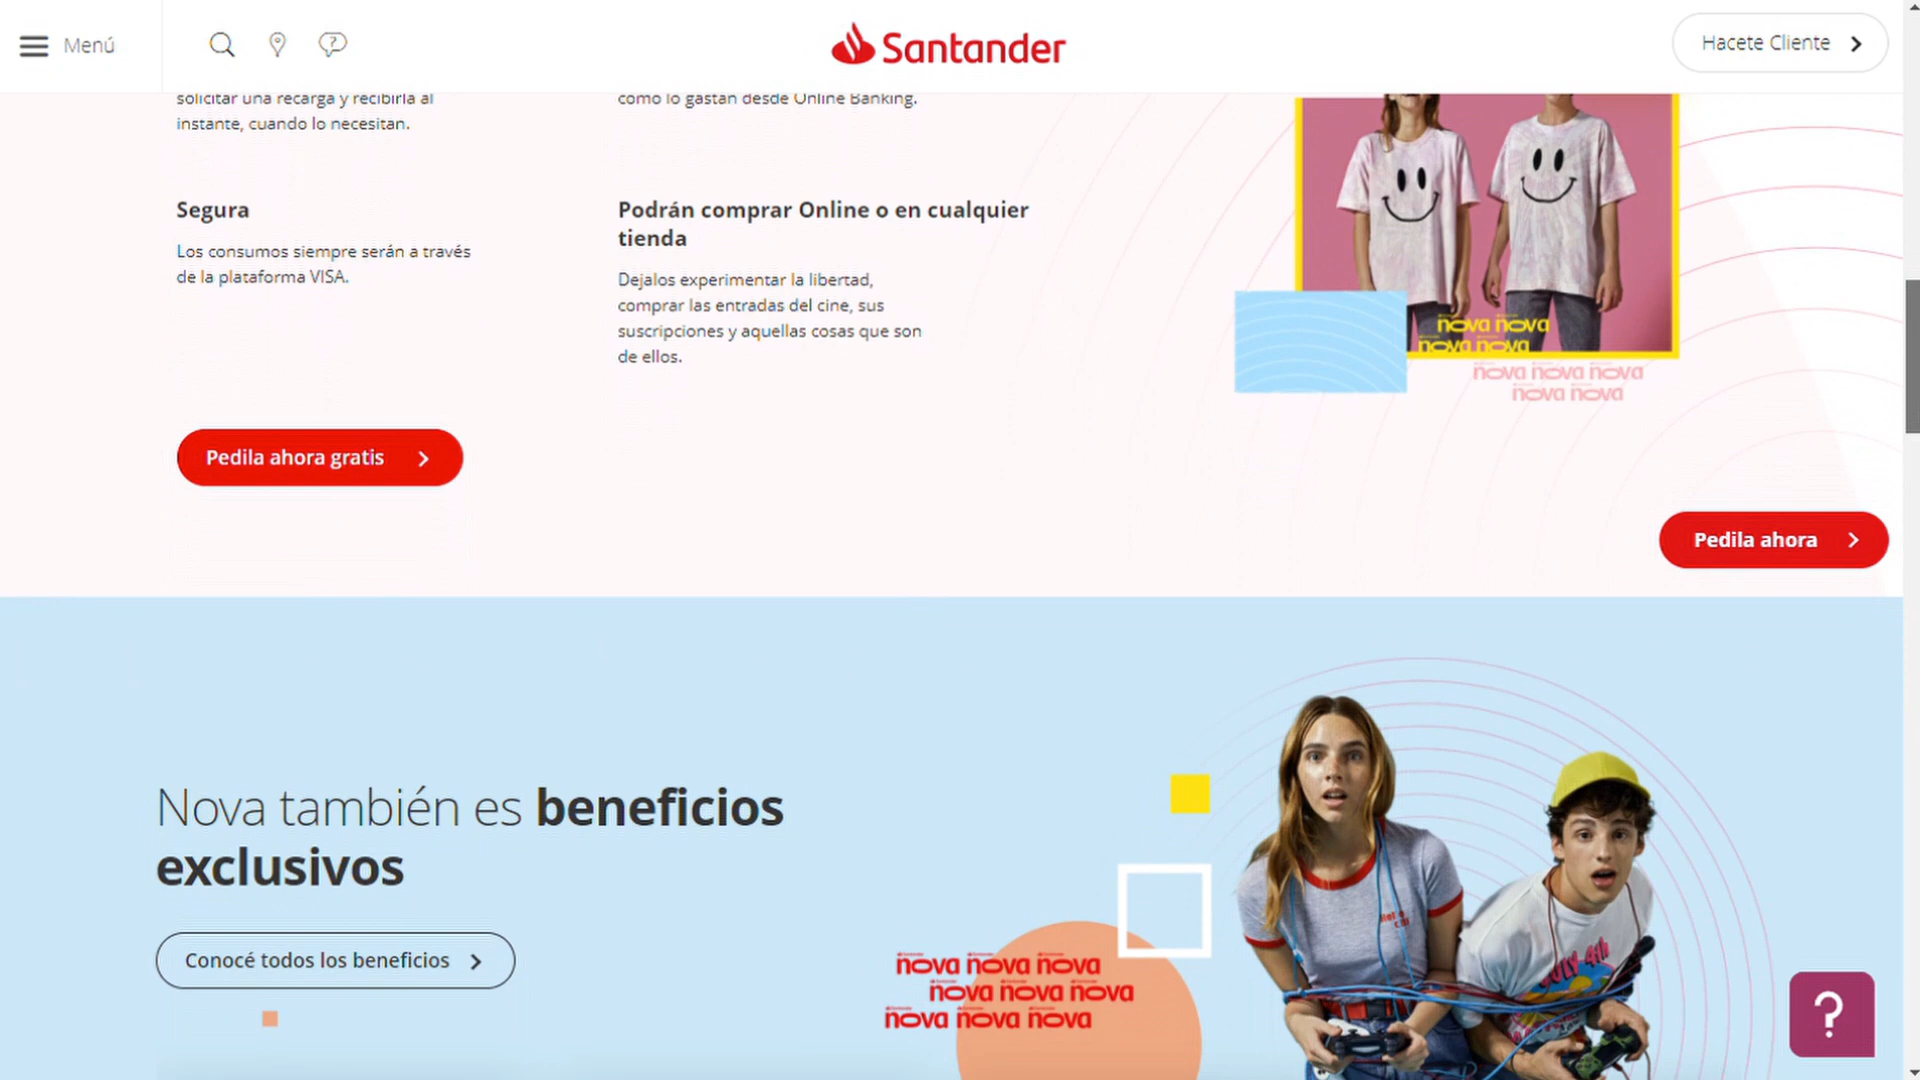 Menú
Santander
Hacete Cliente
solicitar una recarga y recibirla al
instante, cuando lo necesitan.
como lo gastan desde Online Banking.
Segura
Los consumos siempre serán a través
de la plataforma VISA.
Podrán comprar Online o en cualquier
tienda
Dejalos experimentar la libertad,
comprar las entradas del cine, sus
suscripciones y aquellas cosas que son
de ellos.
nova nova
nova nova
nova nova nova
nova nova
Pedila ahora gratis
Pedila ahora
Nova también es beneficios
exclusivos
Conocé todos los beneficios
nova nova nova
nova nova nova
nova nova nova
JULY 4th
?